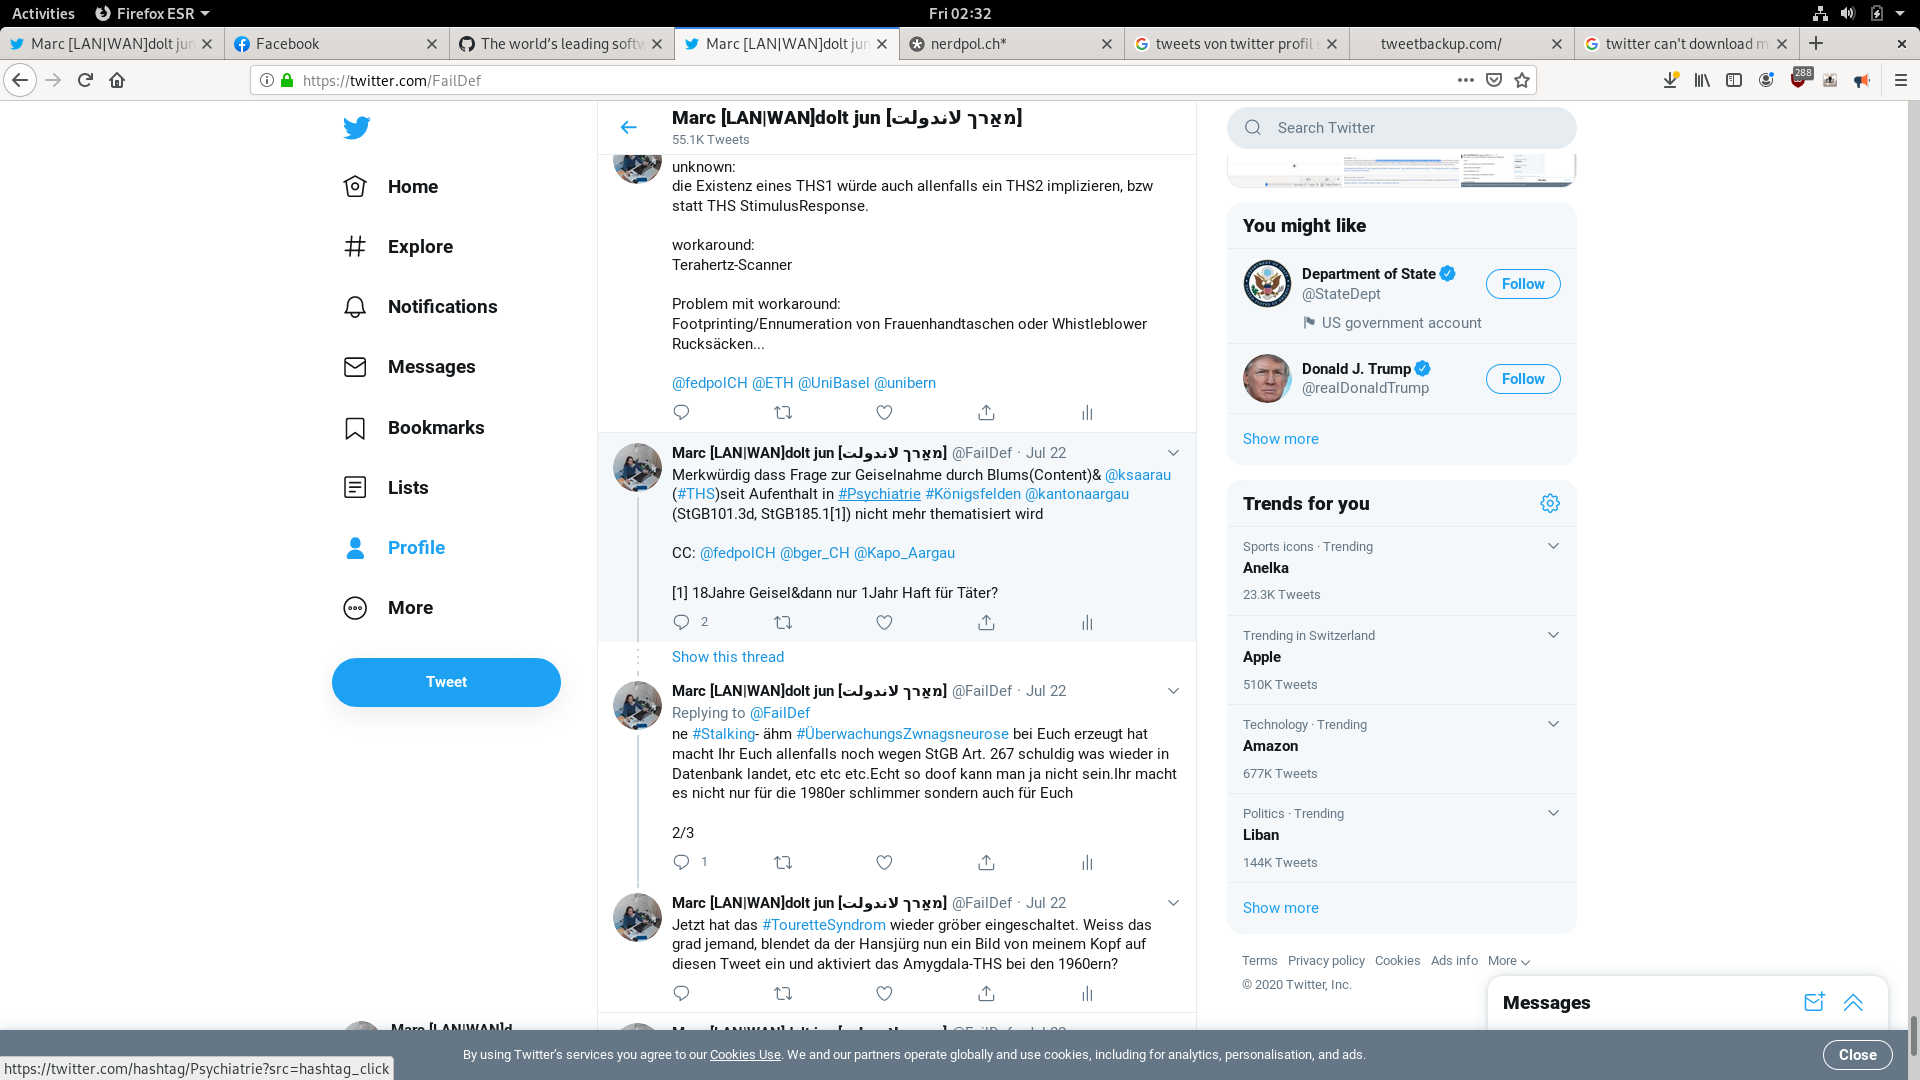 Activities
Firefox ESR
Fri 02:32
Marc [LAN|WAN]dolt jun
Facebook
The world's leading softw
Marc [LAN|WAN]dolt jun
nerdpol.ch*
tweets von twitter profil s
tweetbackup.com/
twitter can't download m
https://twitter.com/FailDef
288
Home
Explore
Notifications
Messages
Bookmarks
Lists
Profile
More
Tweet
Marc [LAN|WAN]dolt jun [מאַרך לאנדולת]
55.1K Tweets
unknown:
die Existenz eines THS1 würde auch allenfalls ein THS2 implizieren, bzw
statt THS StimulusResponse.
workaround:
Terahertz-Scanner
Problem mit workaround:
Footprinting/Ennumeration von Frauenhandtaschen oder Whistleblower
Rucksäcken...
@fedpolCH @ETH @UniBasel @unibern
Marc [LAN|WAN]dolt jun [מאַרך לאנדולת] @FailDef · Jul 22
Merkwürdig dass Frage zur Geiselnahme durch Blums(Content)& @ksaarau
(#THS)seit Aufenthalt in #Psychiatrie #Königsfelden @kantonaargau
(StGB101.3d, StGB185.1[1]) nicht mehr thematisiert wird
CC: @fedpolCH @bger_CH @Kapo_Aargau
[1] 18Jahre Geisel&dann nur 1Jahr Haft für Täter?
2
Show this thread
Marc [LAN|WAN]dolt jun [מאַרך לאנדולת] @FailDef · Jul 22
Replying to @FailDef
ne #Stalking- ähm #ÜberwachungsZwnagsneurose bei Euch erzeugt hat
macht Ihr Euch allenfalls noch wegen StGB Art. 267 schuldig was wieder in
Datenbank landet, etc etc etc.Echt so doof kann man ja nicht sein.Ihr macht
es nicht nur für die 1980er schlimmer sondern auch für Euch
2/3
1
Marc [LAN|WAN]dolt jun [מאַרך לאנדולת] @FailDef · Jul 22
Jetzt hat das #TouretteSyndrom wieder gröber eingeschaltet. Weiss das
grad jemand, blendet da der Hansjürg nun ein Bild von meinem Kopf auf
diesen Tweet ein und aktiviert das Amygdala-THS bei den 1960ern?
Search Twitter
You might like
Department of State
@StateDept
US government account
Follow
Donald J. Trump
@realDonaldTrump
Follow
Show more
Trends for you
Sports icons · Trending
Anelka
23.3K Tweets
Trending in Switzerland
Apple
510K Tweets
Technology · Trending
Amazon
677K Tweets
Politics · Trending
Liban
144K Tweets
Show more
Terms Privacy policy Cookies Ads info More
© 2020 Twitter, Inc.
Messages
Marc [LAN|WAN]d
By using Twitter's services you agree to our Cookies Use. We and our partners operate globally and use cookies, including for analytics, personalisation, and ads.
Close
https://twitter.com/hashtag/Psychiatrie?src=hashtag_click